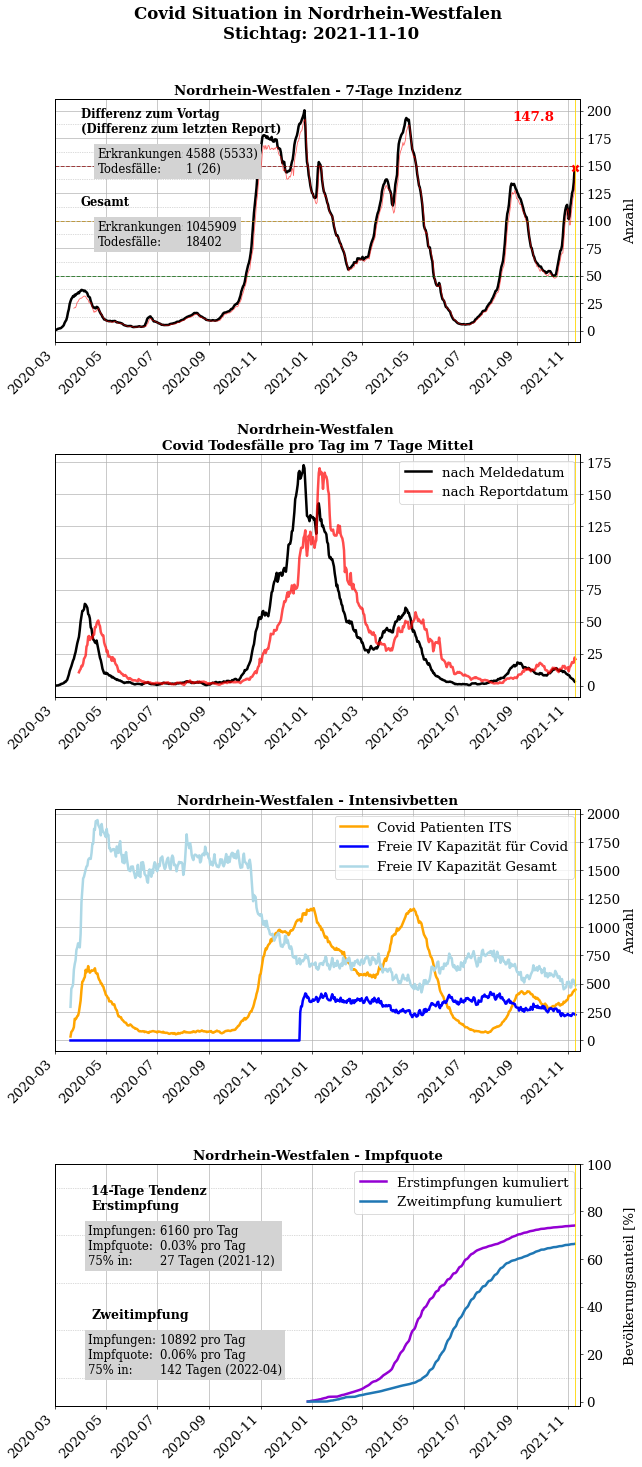 Covid Situation in Nordrhein-Westfalen
Stichtag: 2021-11-10
Nordrhein-Westfalen - 7-Tage Inzidenz
Differenz zum Vortag
(Differenz zum letzten Report)
Erkrankungen 4588 (5533)
Todesfälle: 1 (26)
Gesamt
Erkrankungen 1045909
Todesfälle: 18402
147.8
200
175
150
125
100
75
50
25
0
Anzahl
2020-03
2020-05
2020-07
2020-09
2020-11
2021-01
2021-03
2021-05
2021-07
2021-09
2021-11
Nordrhein-Westfalen
Covid Todesfälle pro Tag im 7 Tage Mittel
nach Meldedatum
nach Reportdatum
175
150
125
100
75
50
25
0
2020-03
2020-05
2020-07
2020-09
2020-11
2021-01
2021-03
2021-05
2021-07
2021-09
2021-11
Nordrhein-Westfalen - Intensivbetten
Covid Patienten ITS
Freie IV Kapazität für Covid
Freie IV Kapazität Gesamt
2000
1750
1500
1250
1000
750
500
250
0
Anzahl
2020-03
2020-05
2020-07
2020-09
2020-11
2021-01
2021-03
2021-05
2021-07
2021-09
2021-11
Nordrhein-Westfalen - Impfquote
14-Tage Tendenz
Erstimpfung
Impfungen: 6160 pro Tag
Impfquote: 0.03% pro Tag
75% in: 27 Tagen (2021-12)
Zweitimpfung
Impfungen: 10892 pro Tag
Impfquote: 0.06% pro Tag
75% in: 142 Tagen (2022-04)
Erstimpfungen kumuliert
Zweitimpfung kumuliert
100
80
60
40
20
0
Bevölkerungsanteil [%]
2020-03
2020-05
2020-07
2020-09
2020-11
2021-01
2021-03
2021-05
2021-07
2021-09
2021-11